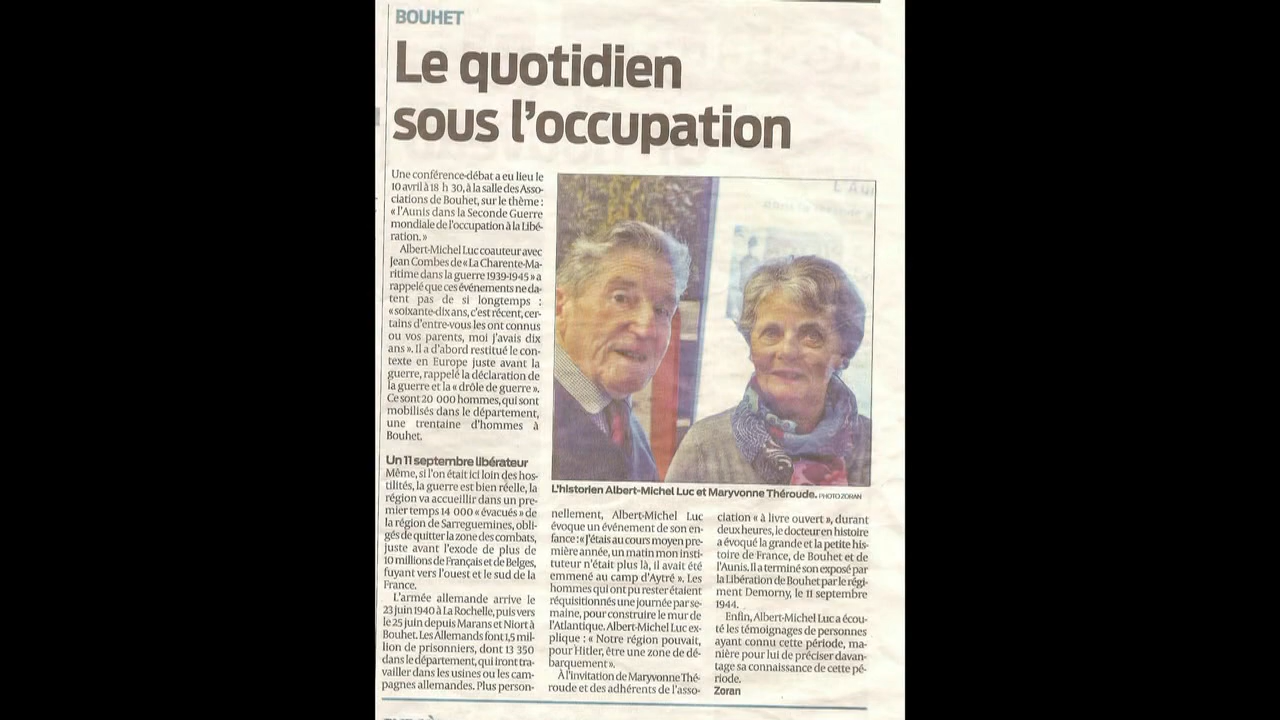 BOUHET
Le quotidien
sous l'occupation
Une conférence-débat a eu lieu le
10 avril à 18 h 30, à la salle des Asso-
ciations de Bouhet, sur le thème :
« l'Aunis dans la Seconde Guerre
mondiale de l'occupation à la Libé-
ration. »
Albert-Michel Luc coauteur avec
Jean Combes de « La Charente-Ma-
ritime dans la guerre 1939-1945 » a
rappelé que ces événements ne da-
tent pas de si longtemps :
« soixante-dix ans, c'est récent, cer-
tains d'entre-vous les ont connus
ou vos parents, moi j'avais dix
ans ». Il a d'abord restitué le con-
texte en Europe juste avant la
guerre, rappelé la déclaration de
la guerre et la « drôle de guerre ».
Ce sont 20 000 hommes, qui sont
mobilisés dans le département,
une trentaine d'hommes à
Bouhet.
Un 11 septembre libérateur
Même, si l'on était ici loin des hos-
tilités, la guerre est bien réelle, la
région va accueillir dans un pre-
mier temps 14 000 « évacués » de
la région de Sarreguemines, obli-
gés de quitter la zone des combats,
juste avant l'exode de plus de
10 millions de Français et de Belges,
fuyant vers l'ouest et le sud de la
France.
L'armée allemande arrive le
23 juin 1940 à La Rochelle, puis vers
le 25 juin depuis Marans et Niort à
Bouhet. Les Allemands font 1,5 mil-
lion de prisonniers, dont 13 350
dans le département, qui iront tra-
vailler dans les usines ou les cam-
pagnes allemandes. Plus person-
L'historien Albert-Michel Luc et Maryvonne Théroude. PHOTO ZORAN
nellement, Albert-Michel Luc
évoque un événement de son en-
fance : « J'étais au cours moyen pre-
mière année, un matin mon insti-
tuteur n'était plus là, il avait été
emmené au camp d'Aytré ». Les
hommes qui ont pu rester étaient
réquisitionnés une journée par se-
maine, pour construire le mur de
l'Atlantique. Albert-Michel Luc ex-
plique : « Notre région pouvait,
pour Hitler, être une zone de dé-
barquement ».
À l'invitation de Maryvonne Thé-
roude et des adhérents de l'asso-
ciation « à livre ouvert », durant
deux heures, le docteur en histoire
a évoqué la grande et la petite his-
toire de France, de Bouhet et de
l'Aunis. Il a terminé son exposé par
la Libération de Bouhet par le régi-
ment Demorny, le 11 septembre
1944.
Enfin, Albert-Michel Luc a écou-
té les témoignages de personnes
ayant connu cette période, ma-
nière pour lui de préciser davan-
tage sa connaissance de cette pé-
riode.
Zoran